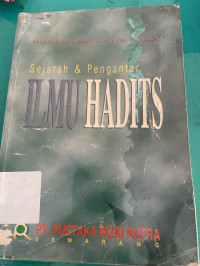 Sejarah & Pengantar
ILMU HADITS
PT. PUSTAKA RIZKI PUTRA
SEMARANG